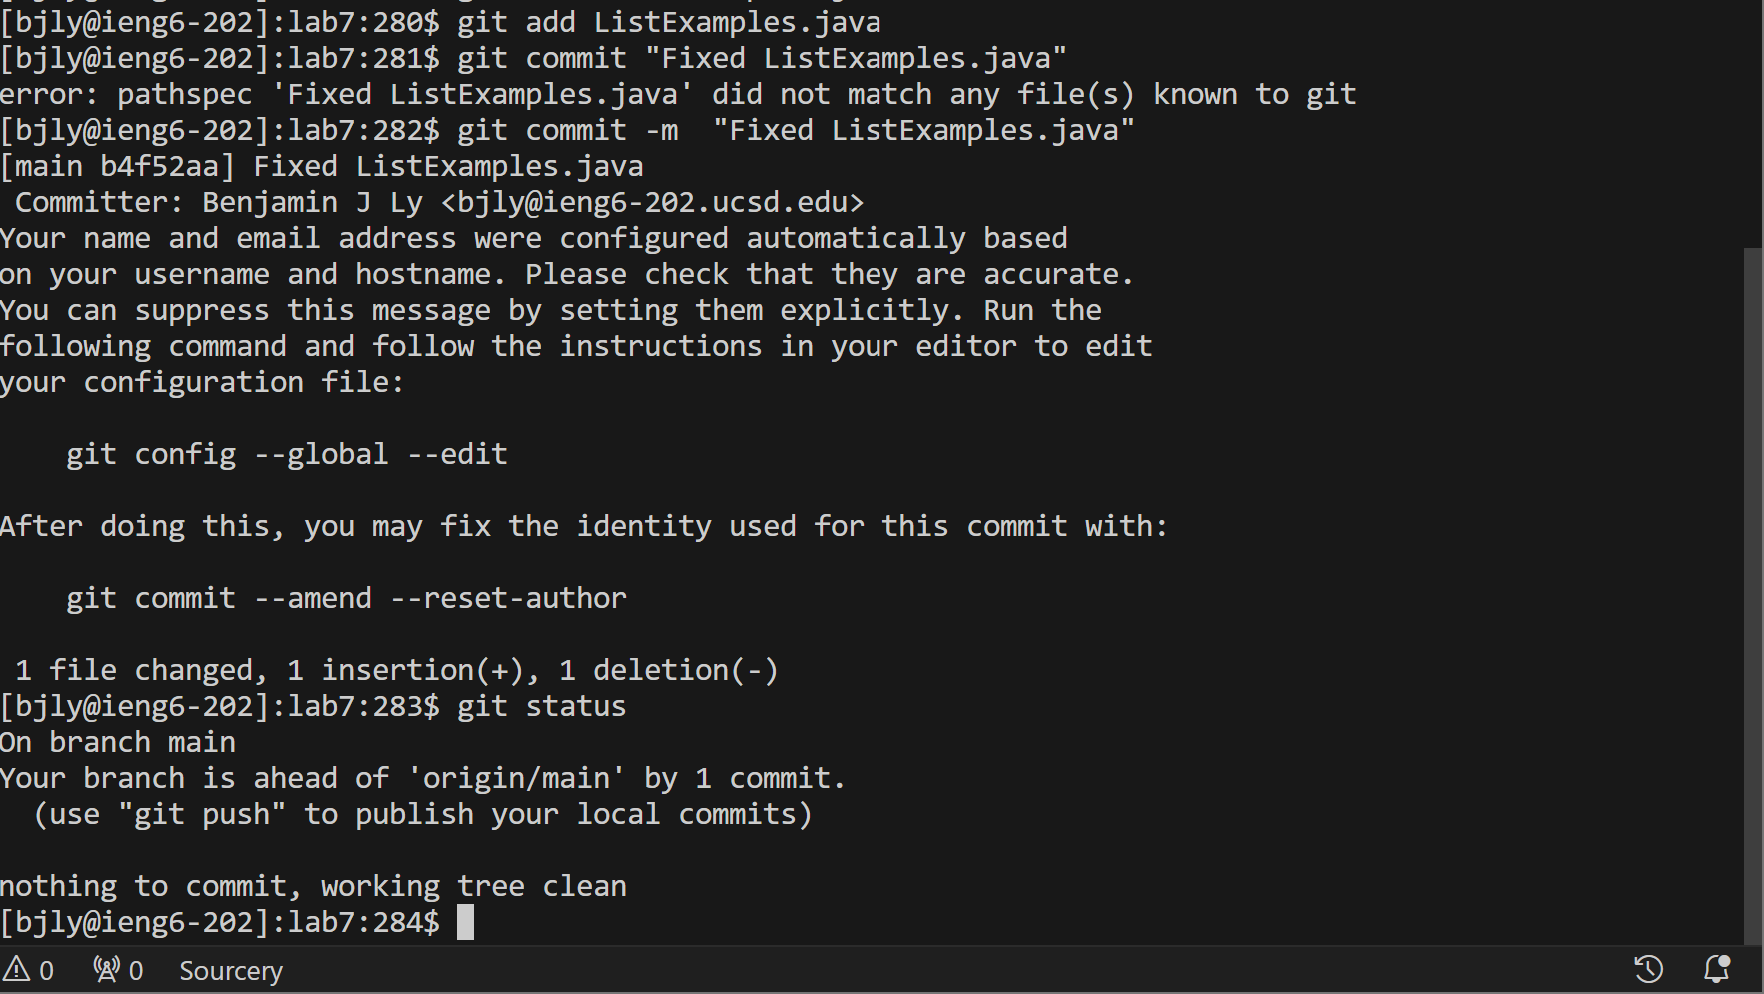 [bjly@ieng6-202]:lab7:280$ git add ListExamples.java
[bjly@ieng6-202]:lab7:281$ git commit "Fixed ListExamples.java"
error: pathspec 'Fixed ListExamples.java' did not match any file(s) known to git
[bjly@ieng6-202]:lab7:282$ git commit -m  "Fixed ListExamples.java"
[main b4f52aa] Fixed ListExamples.java
 Committer: Benjamin J Ly <bjly@ieng6-202.ucsd.edu>
Your name and email address were configured automatically based
on your username and hostname. Please check that they are accurate.
You can suppress this message by setting them explicitly. Run the
following command and follow the instructions in your editor to edit
your configuration file:
    git config --global --edit
After doing this, you may fix the identity used for this commit with:
    git commit --amend --reset-author
 1 file changed, 1 insertion(+), 1 deletion(-)
[bjly@ieng6-202]:lab7:283$ git status
On branch main
Your branch is ahead of 'origin/main' by 1 commit.
  (use "git push" to publish your local commits)
nothing to commit, working tree clean
[bjly@ieng6-202]:lab7:284$
0 0 Sourcery